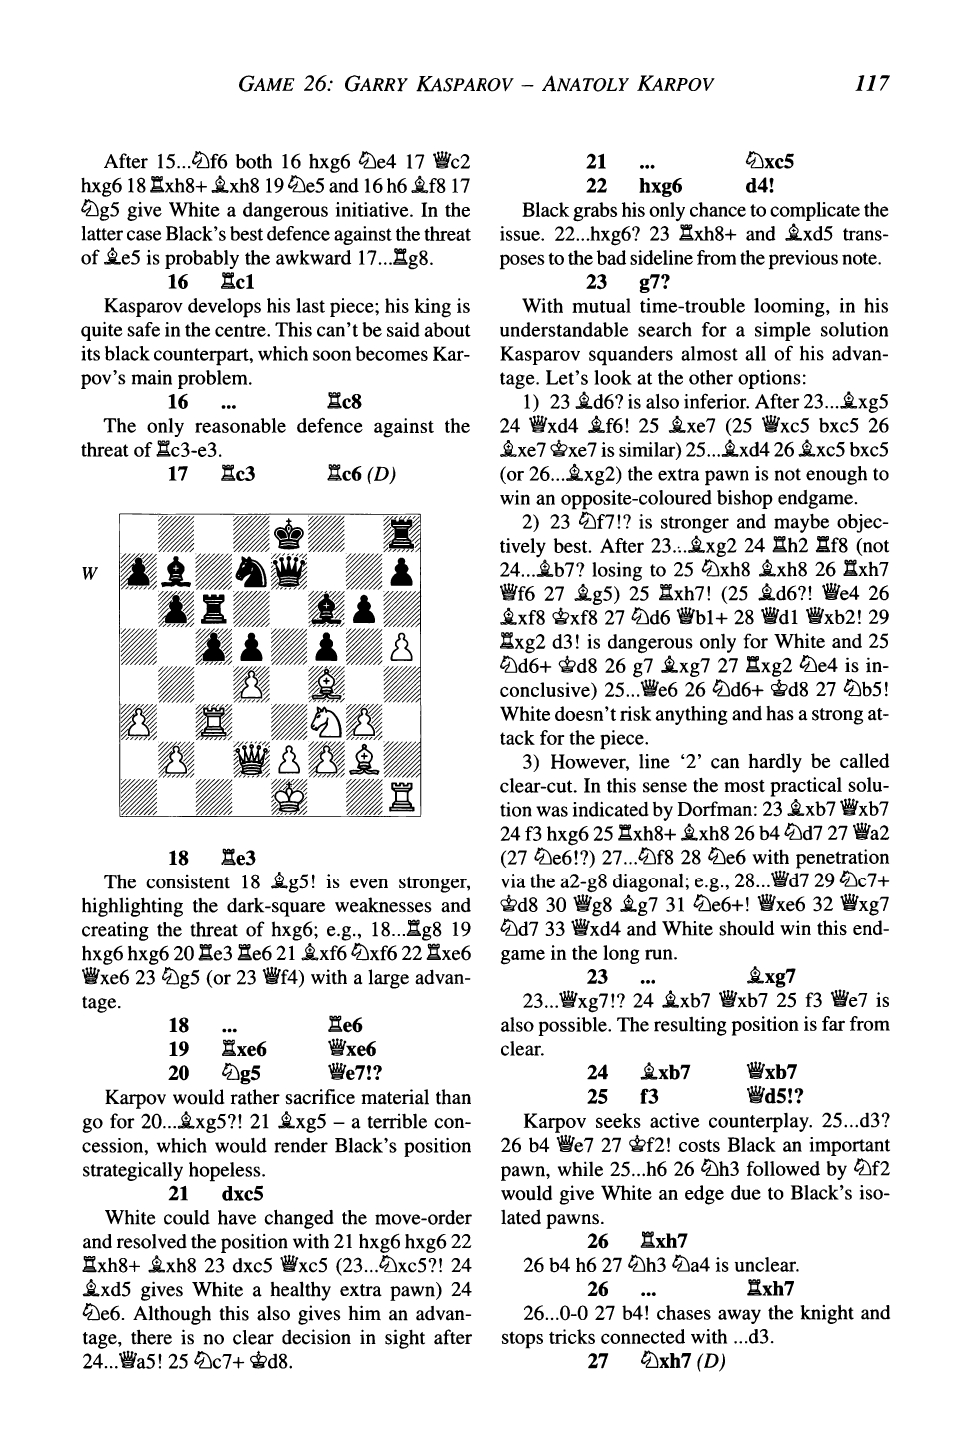 GAME 26: GARRY KASPAROV – ANATOLY KARPOV 117
After 15...♘f6 both 16 hxg6 ♘e4 17 ♕c2
hxg6 18 ♖xh8+ ♗xh8 19 ♘e5 and 16 h6 ♗f8 17
♘g5 give White a dangerous initiative. In the
latter case Black's best defence against the threat
of ♗e5 is probably the awkward 17...♖g8.
16 ♖c1
Kasparov develops his last piece; his king is
quite safe in the centre. This can't be said about
its black counterpart, which soon becomes Kar-
pov's main problem.
16 ... ♖c8
The only reasonable defence against the
threat of ♖c3-e3.
17 ♖c3 ♖c6 (D)
W
18 ♖e3
The consistent 18 ♗g5! is even stronger,
highlighting the dark-square weaknesses and
creating the threat of hxg6; e.g., 18...♖g8 19
hxg6 hxg6 20 ♖e3 ♖e6 21 ♗xf6 ♘xf6 22 ♖xe6
♕xe6 23 ♘g5 (or 23 ♕f4) with a large advan-
tage.
18 ... ♖e6
19 ♖xe6 ♕xe6
20 ♘g5 ♕e7!?
Karpov would rather sacrifice material than
go for 20...♗xg5?! 21 ♗xg5 – a terrible con-
cession, which would render Black's position
strategically hopeless.
21 dxc5
White could have changed the move-order
and resolved the position with 21 hxg6 hxg6 22
♖xh8+ ♗xh8 23 dxc5 ♕xc5 (23...♘xc5?! 24
♗xd5 gives White a healthy extra pawn) 24
♘e6. Although this also gives him an advan-
tage, there is no clear decision in sight after
24...♕a5! 25 ♘c7+ ♔d8.
21 ... ♘xc5
22 hxg6 d4!
Black grabs his only chance to complicate the
issue. 22...hxg6? 23 ♖xh8+ and ♗xd5 trans-
poses to the bad sideline from the previous note.
23 g7?
With mutual time-trouble looming, in his
understandable search for a simple solution
Kasparov squanders almost all of his advan-
tage. Let's look at the other options:
1) 23 ♗d6? is also inferior. After 23...♗xg5
24 ♕xd4 ♗f6! 25 ♗xe7 (25 ♕xc5 bxc5 26
♗xe7 ♔xe7 is similar) 25...♗xd4 26 ♗xc5 bxc5
(or 26...♗xg2) the extra pawn is not enough to
win an opposite-coloured bishop endgame.
2) 23 ♘f7!? is stronger and maybe objec-
tively best. After 23...♗xg2 24 ♖h2 ♖f8 (not
24...♗b7? losing to 25 ♘xh8 ♗xh8 26 ♖xh7
♕f6 27 ♗g5) 25 ♖xh7! (25 ♗d6?! ♕e4 26
♗xf8 ♔xf8 27 ♘d6 ♕b1+ 28 ♕d1 ♕xb2! 29
♖xg2 d3! is dangerous only for White and 25
♘d6+ ♔d8 26 g7 ♗xg7 27 ♖xg2 ♘e4 is in-
conclusive) 25...♕e6 26 ♘d6+ ♔d8 27 ♘b5!
White doesn't risk anything and has a strong at-
tack for the piece.
3) However, line '2' can hardly be called
clear-cut. In this sense the most practical solu-
tion was indicated by Dorfman: 23 ♗xb7 ♕xb7
24 f3 hxg6 25 ♖xh8+ ♗xh8 26 b4 ♘d7 27 ♕a2
(27 ♘e6!?) 27...♘f8 28 ♘e6 with penetration
via the a2-g8 diagonal; e.g., 28...♕d7 29 ♘c7+
♔d8 30 ♕g8 ♗g7 31 ♘e6+! ♕xe6 32 ♕xg7
♘d7 33 ♕xd4 and White should win this end-
game in the long run.
23 ... ♗xg7
23...♕xg7!? 24 ♗xb7 ♕xb7 25 f3 ♕e7 is
also possible. The resulting position is far from
clear.
24 ♗xb7 ♕xb7
25 f3 ♕d5!?
Karpov seeks active counterplay. 25...d3?
26 b4 ♕e7 27 ♔f2! costs Black an important
pawn, while 25...h6 26 ♘h3 followed by ♘f2
would give White an edge due to Black's iso-
lated pawns.
26 ♖xh7
26 b4 h6 27 ♘h3 ♘a4 is unclear.
26 ... ♖xh7
26...0-0 27 b4! chases away the knight and
stops tricks connected with ...d3.
27 ♘xh7 (D)